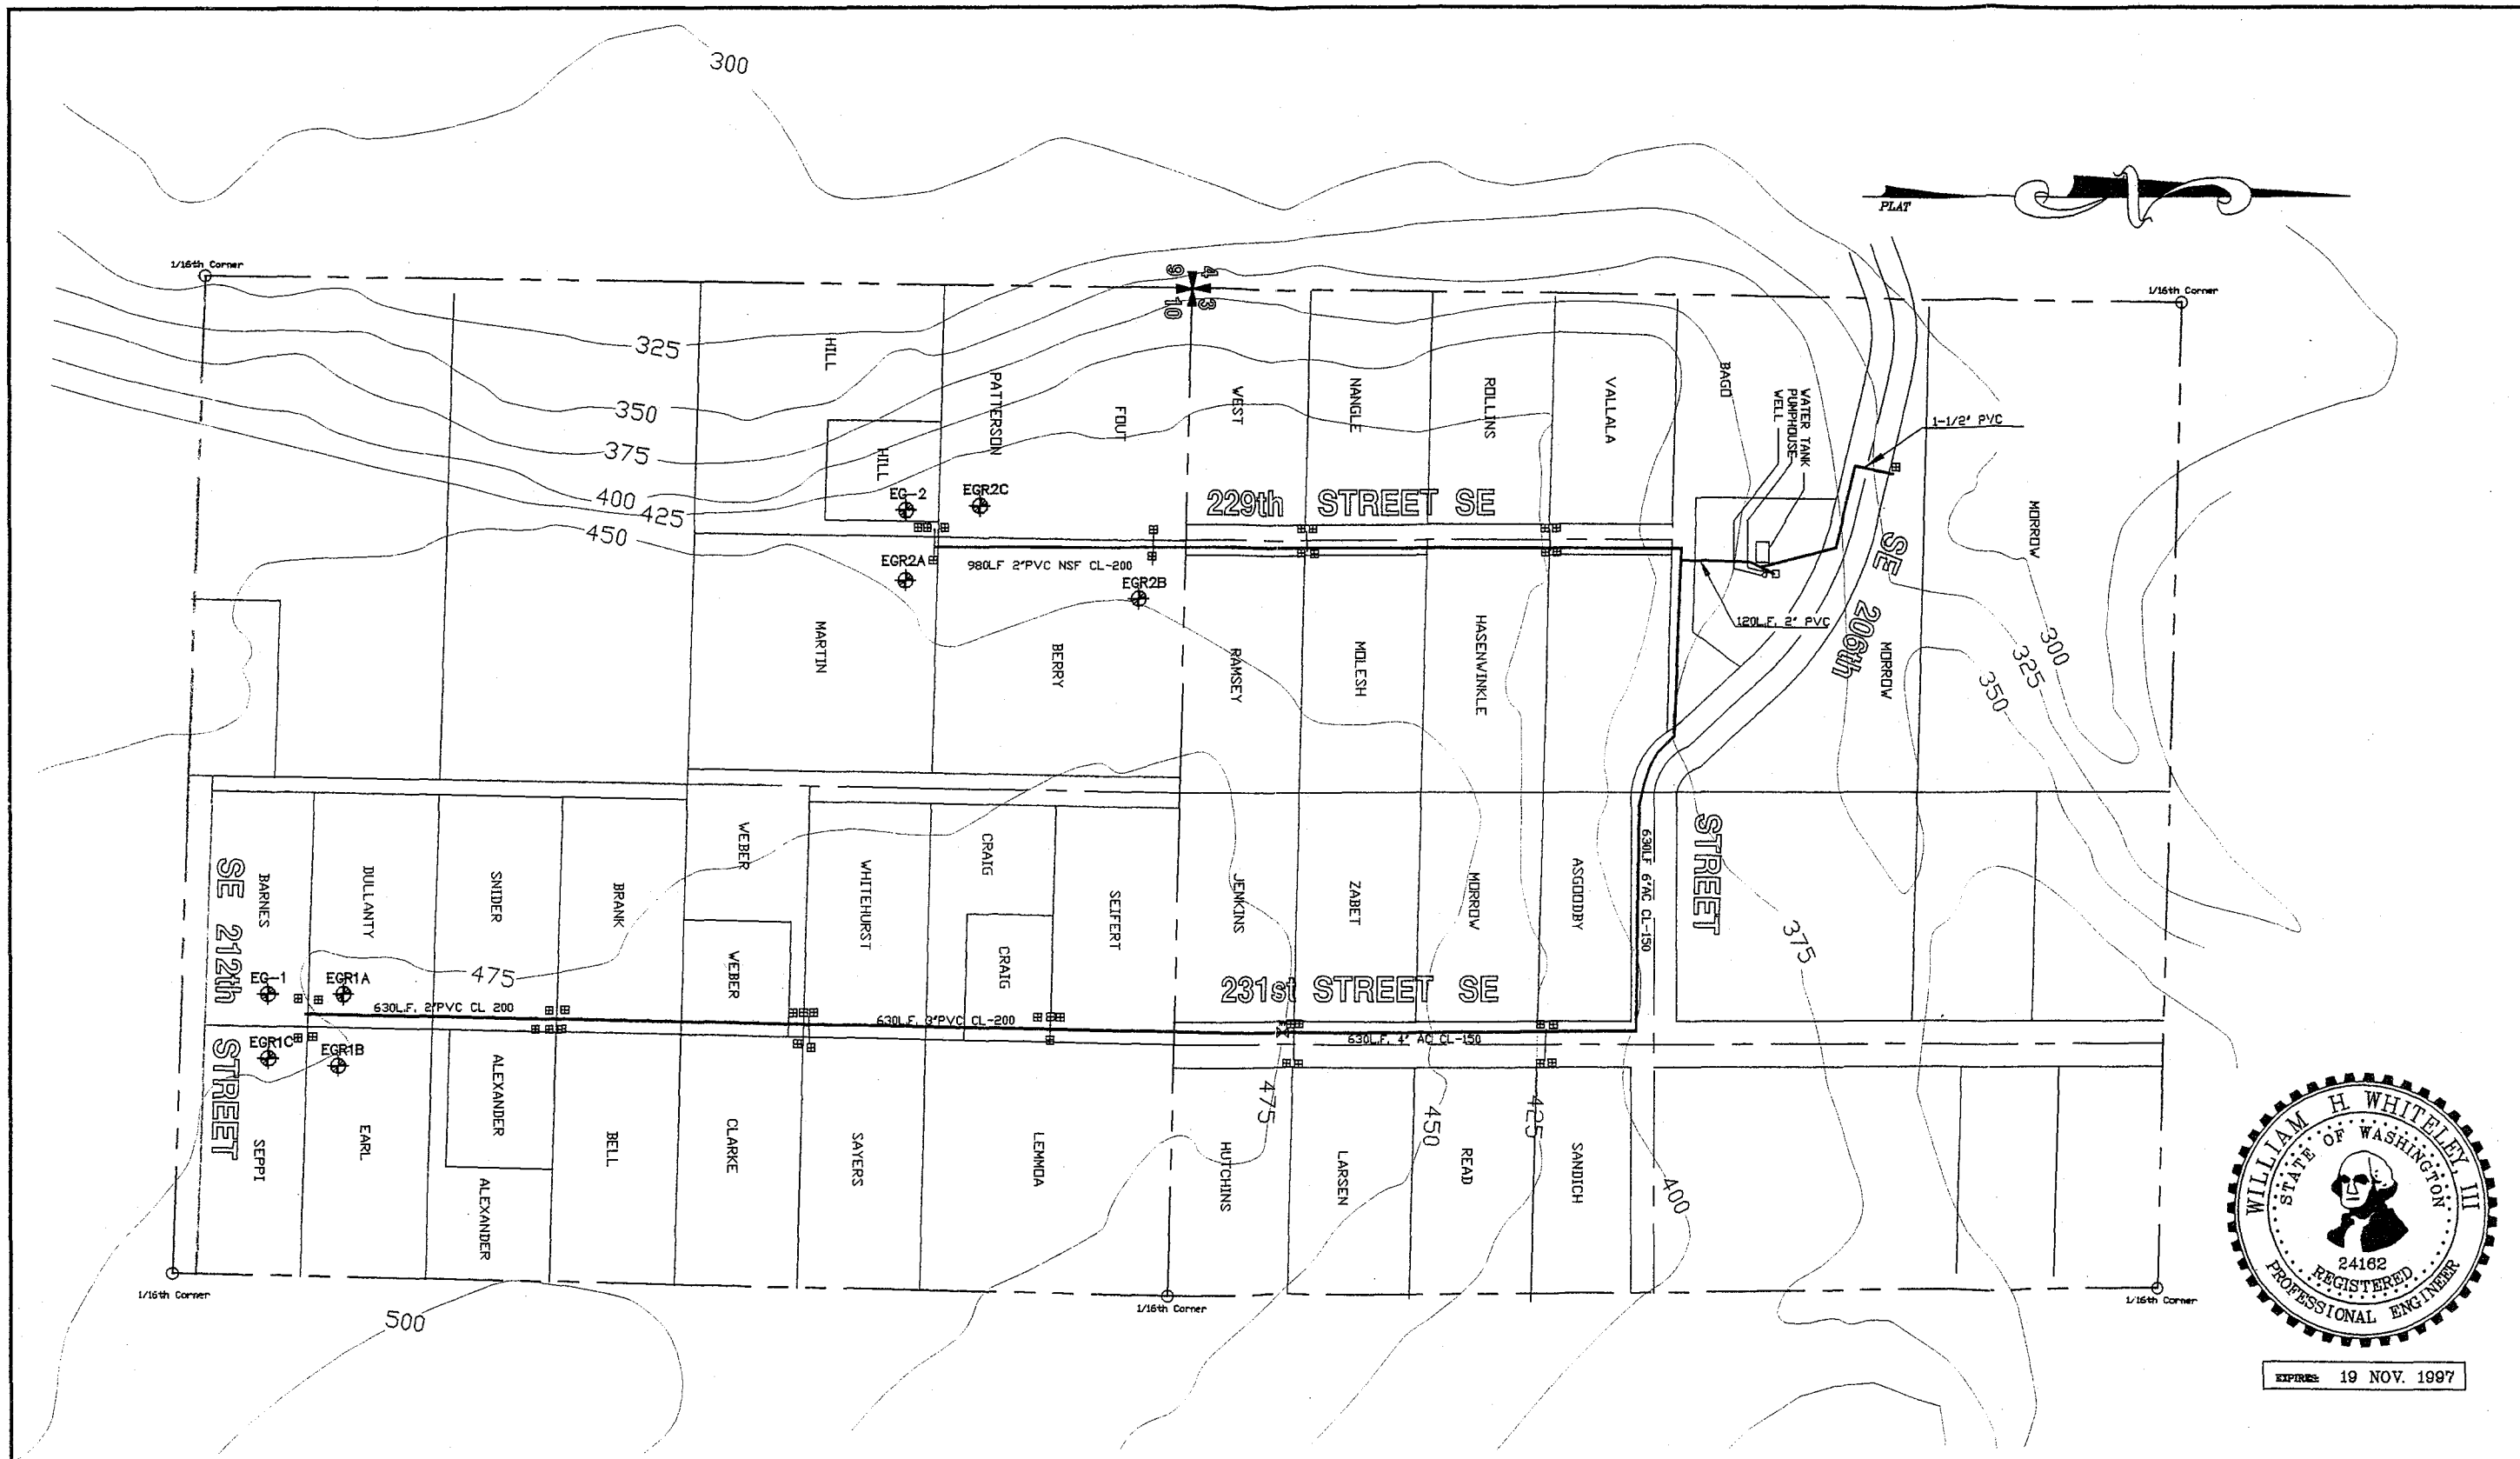 300
PLAT
1/16th Corner
9
4
10
3
1/16th Corner
325
350
375
400
425
450
HILL
HILL
PATTERSON
FOUT
WEST
NANGLE
ROLLINS
VALLALA
BAGO
WATER TANK
PUMPHOUSE
WELL
1-1/2" PVC
MORROW
EG-2
EGR2C
229th STREET SE
EGR2A
980LF 2"PVC NSF CL-200
EGR2B
120L.F. 2" PVC
SE 206th STREET
MARTIN
BERRY
RAMSEY
MOLESH
HASENWINKLE
MORROW
300
325
350
WEBER
WHITEHURST
CRAIG
CRAIG
SEIFERT
JENKINS
ZABET
MORROW
ASGOODBY
630LF 6"AC CL-150
SE 212th STREET
BARNES
DULLANTY
SNIDER
BRANK
WEBER
375
475
EG-1
EGR1A
630L.F. 2"PVC CL 200
630L.F. 3"PVC CL-200
231st STREET SE
630L.F. 4" AC CL-150
EGR1C
EGR1B
SEPPI
EARL
ALEXANDER
ALEXANDER
BELL
CLARKE
SAYERS
LEMMOA
HUTCHINS
LARSEN
READ
SANDICH
475
450
425
400
1/16th Corner
1/16th Corner
1/16th Corner
500
WILLIAM H. WHITELEY, III
STATE OF WASHINGTON
24162
REGISTERED
PROFESSIONAL ENGINEER
EXPIRES: 19 NOV. 1997